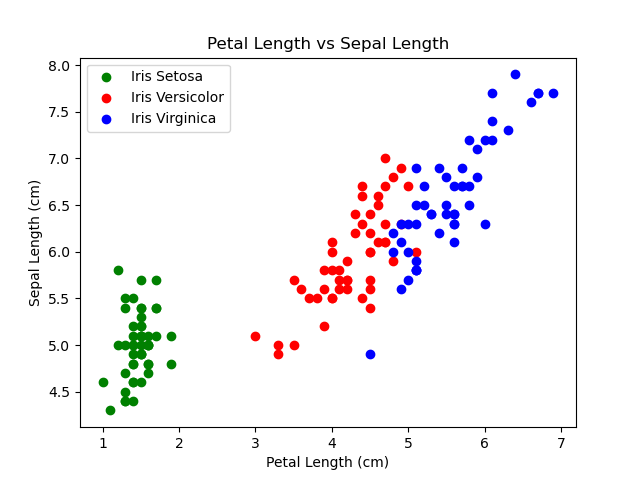 Petal Length vs Sepal Length
Iris Setosa
Iris Versicolor
Iris Virginica
8.0
7.5
7.0
6.5
6.0
5.5
5.0
4.5
Sepal Length (cm)
1 2 3 4 5 6 7
Petal Length (cm)